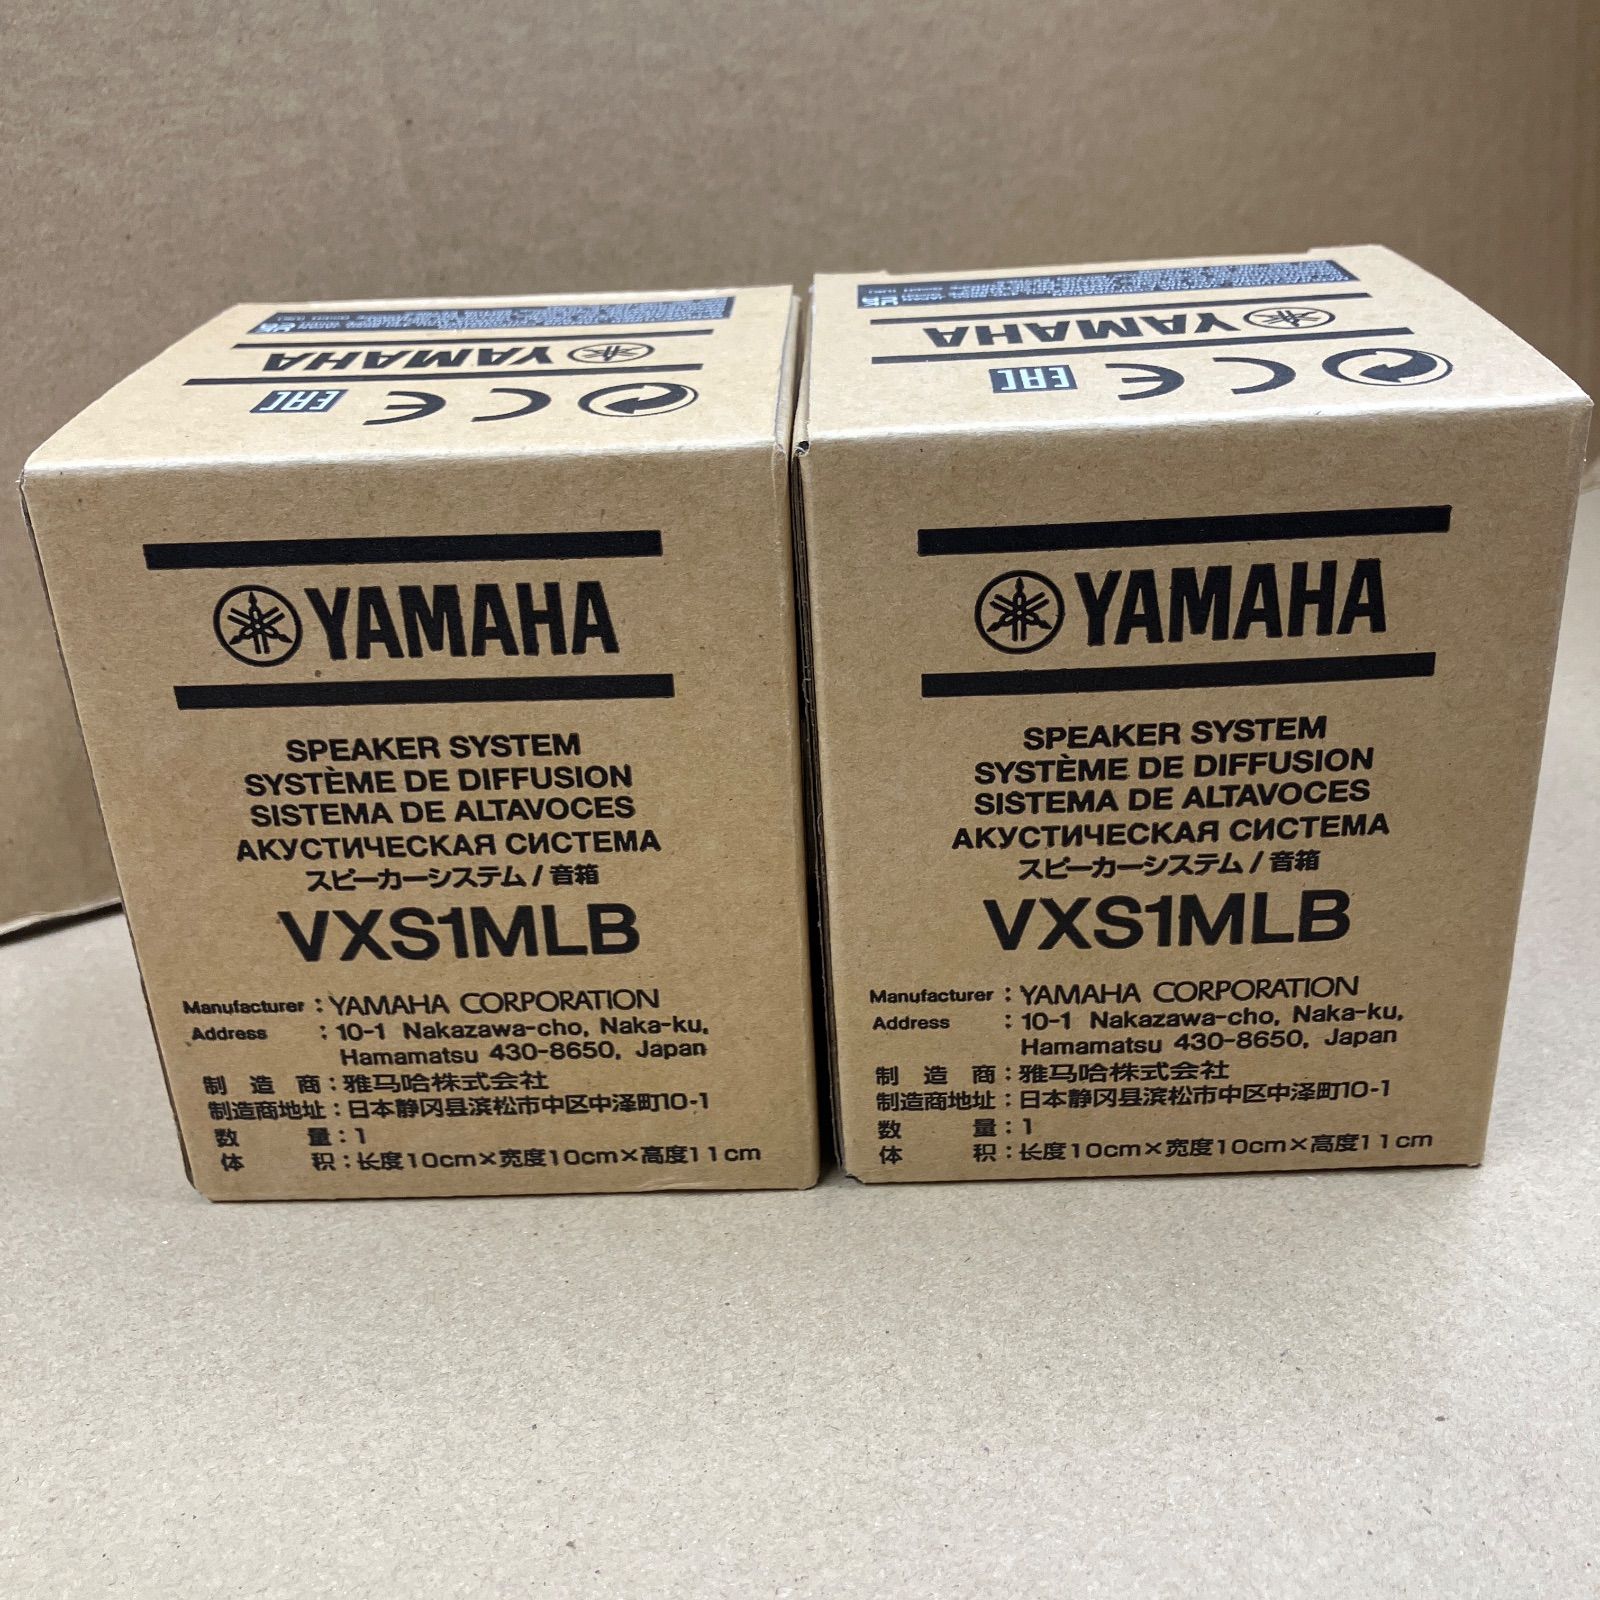 YAMAHA
EAC CE
YAMAHA
SPEAKER SYSTEM
SYSTÈME DE DIFFUSION
SISTEMA DE ALTAVOCES
АКУСТИЧЕСКАЯ СИСТЕМА
スピーカーシステム / 音箱
VXS1MLB
Manufacturer : YAMAHA CORPORATION
Address : 10-1 Nakazawa-cho, Naka-ku,
Hamamatsu 430-8650, Japan
制造商 : 雅马哈株式会社
制造商地址 : 日本静冈县滨松市中区中泽町10-1
数量 : 1
体积 : 长度10cm×宽度10cm×高度11cm
YAMAHA
EAC CE
YAMAHA
SPEAKER SYSTEM
SYSTÈME DE DIFFUSION
SISTEMA DE ALTAVOCES
АКУСТИЧЕСКАЯ СИСТЕМА
スピーカーシステム / 音箱
VXS1MLB
Manufacturer : YAMAHA CORPORATION
Address : 10-1 Nakazawa-cho, Naka-ku,
Hamamatsu 430-8650, Japan
制造商 : 雅马哈株式会社
制造商地址 : 日本静冈县滨松市中区中泽町10-1
数量 : 1
体积 : 长度10cm×宽度10cm×高度11cm